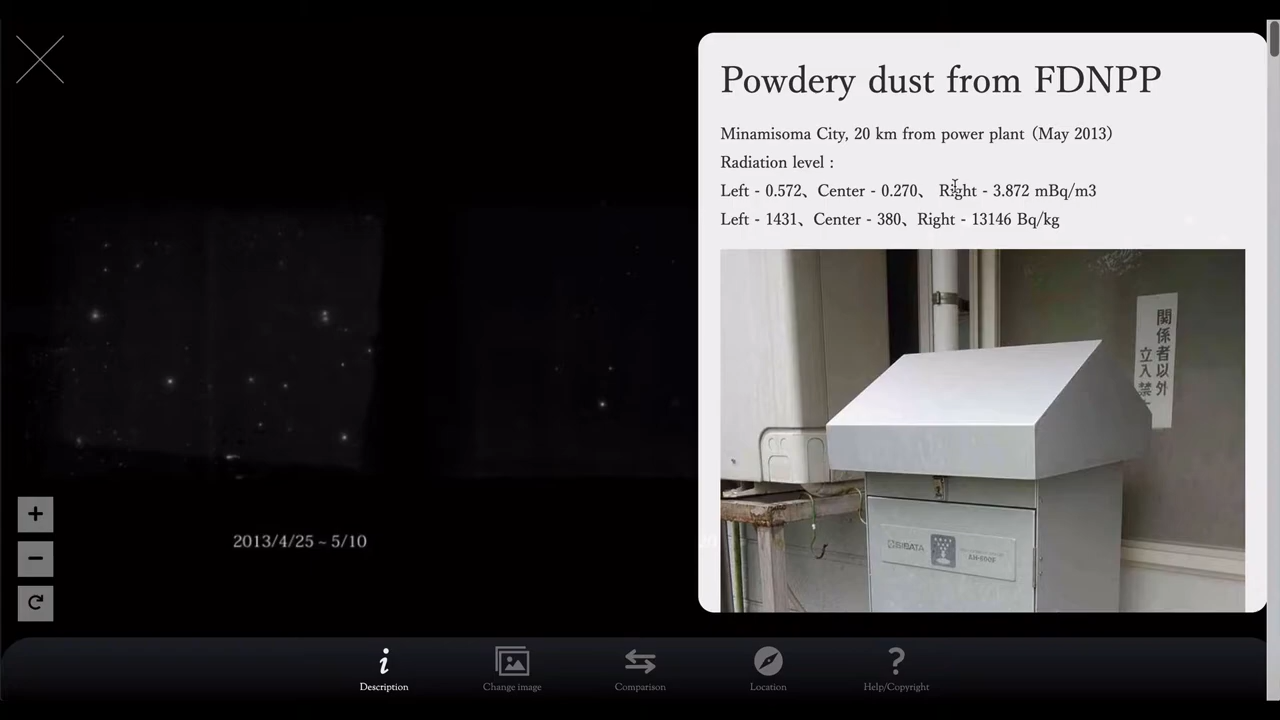 Powdery dust from FDNPP
Minamisoma City, 20 km from power plant (May 2013)
Radiation level :
Left - 0.572、Center - 0.270、 Right - 3.872 mBq/m3
Left - 1431、Center - 380、Right - 13146 Bq/kg
関係者以外
立入禁
SIBATA
2013/4/25 ~ 5/10
Description
Change image
Comparison
Location
Help/Copyright